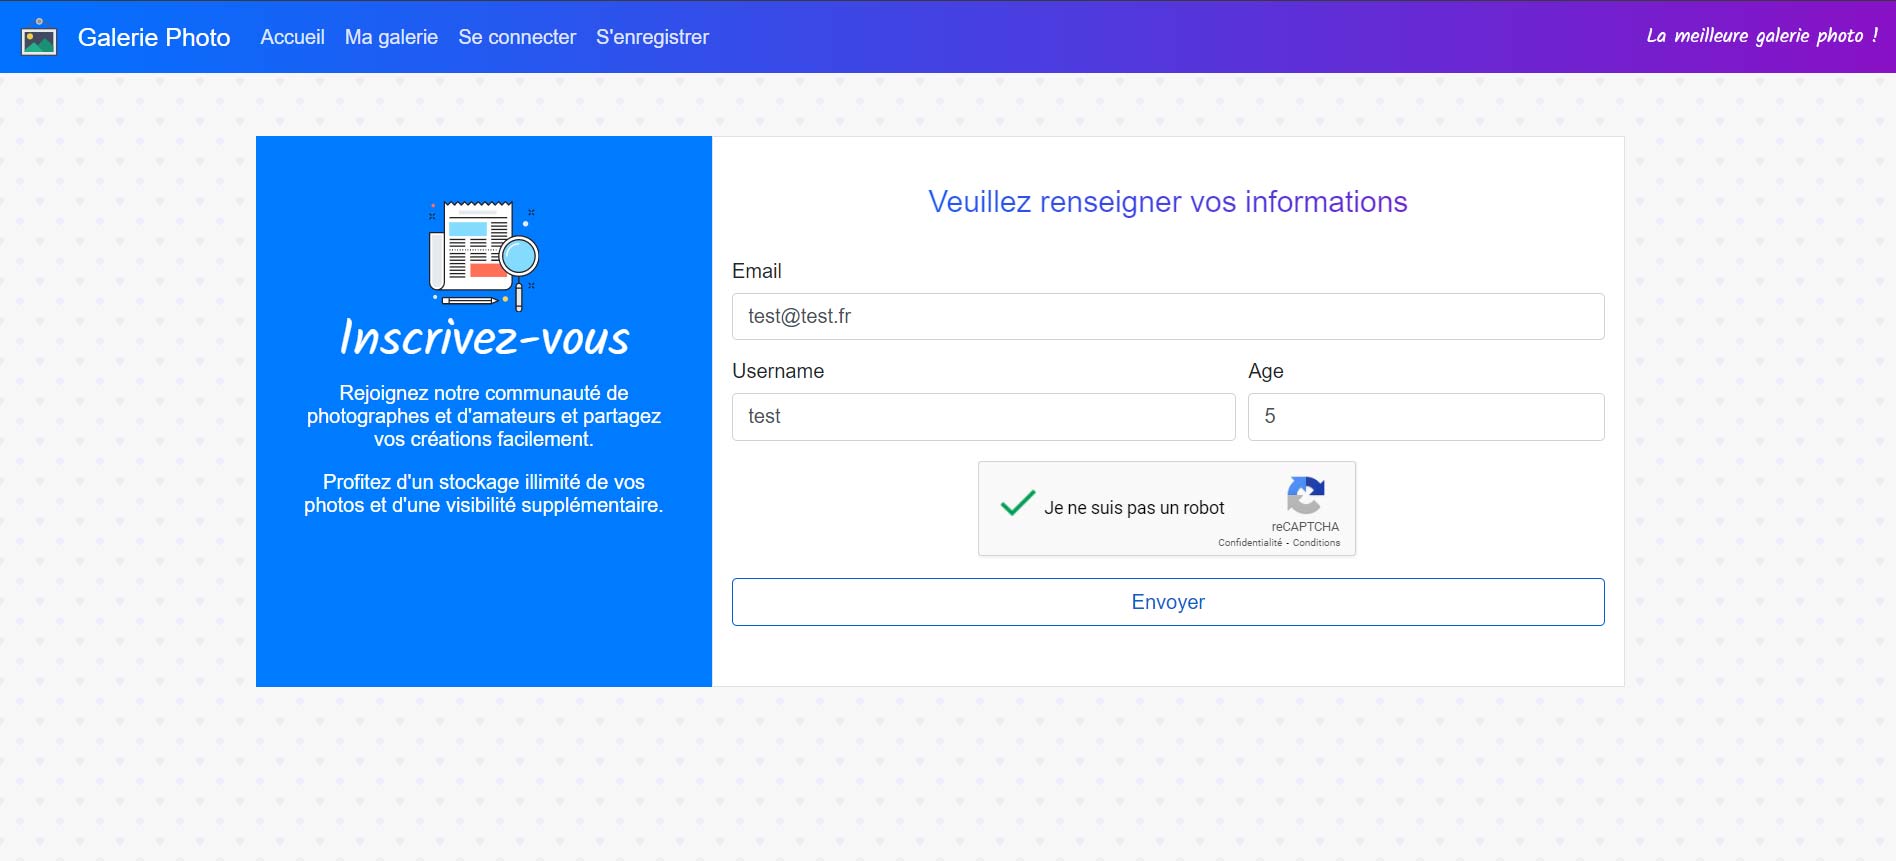 Galerie Photo Accueil Ma galerie Se connecter S'enregistrer La meilleure galerie photo !
Inscrivez-vous
Rejoignez notre communauté de
photographes et d'amateurs et partagez
vos créations facilement.
Profitez d'un stockage illimité de vos
photos et d'une visibilité supplémentaire.
Veuillez renseigner vos informations
Email
test@test.fr
Username Age
test 5
Je ne suis pas un robot
reCAPTCHA
Confidentialité - Conditions
Envoyer